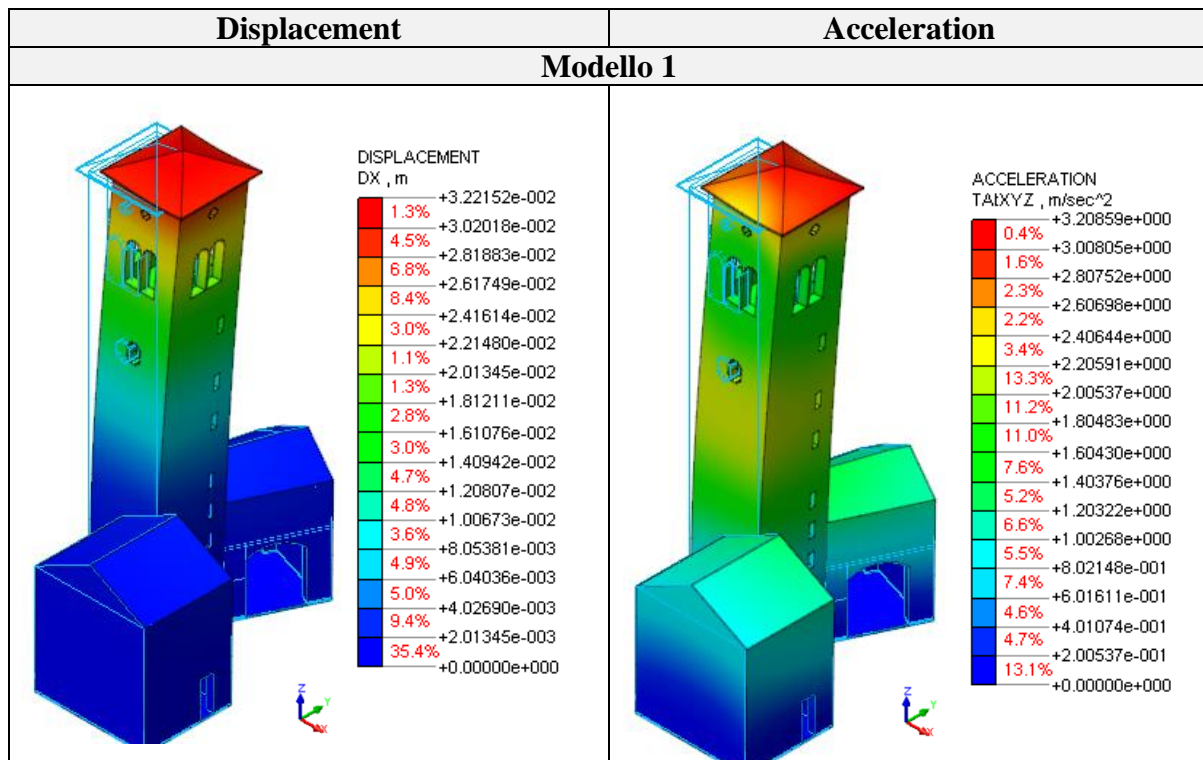 Displacement
Acceleration
Modello 1
DISPLACEMENT
DX , m
+3.22152e-002
1.3%
+3.02018e-002
4.5%
+2.81883e-002
6.8%
+2.61749e-002
8.4%
+2.41614e-002
3.0%
+2.21480e-002
1.1%
+2.01345e-002
1.3%
+1.81211e-002
2.8%
+1.61076e-002
3.0%
+1.40942e-002
4.7%
+1.20807e-002
4.8%
+1.00673e-002
3.6%
+8.05381e-003
4.9%
+6.04036e-003
5.0%
+4.02690e-003
9.4%
+2.01345e-003
35.4%
+0.00000e+000
Z
Y
X
ACCELERATION
TAtXYZ , m/sec^2
+3.20859e+000
0.4%
+3.00805e+000
1.6%
+2.80752e+000
2.3%
+2.60698e+000
2.2%
+2.40644e+000
3.4%
+2.20591e+000
13.3%
+2.00537e+000
11.2%
+1.80483e+000
11.0%
+1.60430e+000
7.6%
+1.40376e+000
5.2%
+1.20322e+000
6.6%
+1.00268e+000
5.5%
+8.02148e-001
7.4%
+6.01611e-001
4.6%
+4.01074e-001
4.7%
+2.00537e-001
13.1%
+0.00000e+000
Z
Y
X